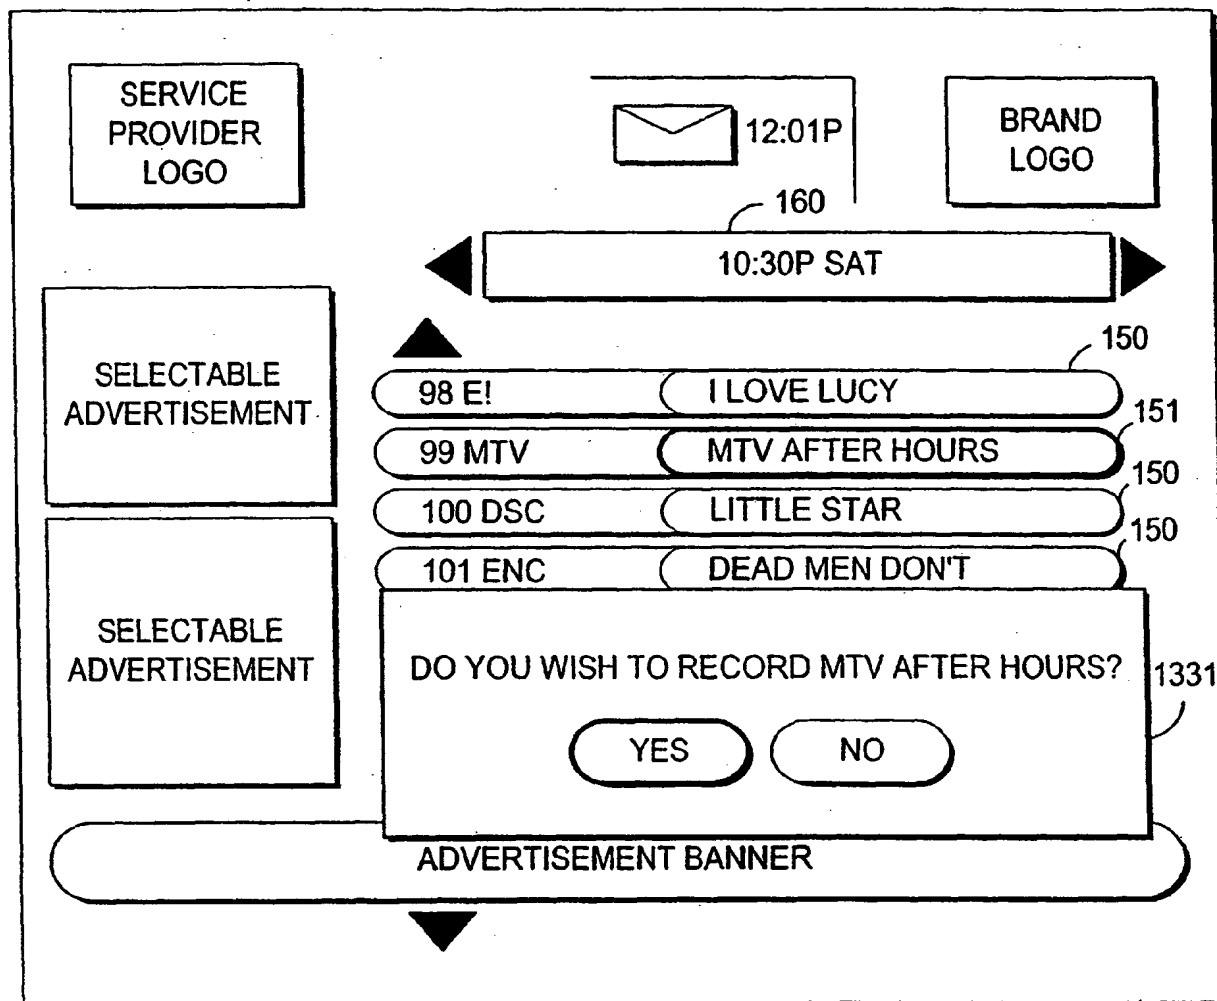 SERVICE
PROVIDER
LOGO
12:01P
BRAND
LOGO
160
10:30P SAT
150
SELECTABLE
ADVERTISEMENT
98 E! I LOVE LUCY
151
99 MTV MTV AFTER HOURS
150
100 DSC LITTLE STAR
150
101 ENC DEAD MEN DON'T
SELECTABLE
ADVERTISEMENT
DO YOU WISH TO RECORD MTV AFTER HOURS?
1331
YES NO
ADVERTISEMENT BANNER